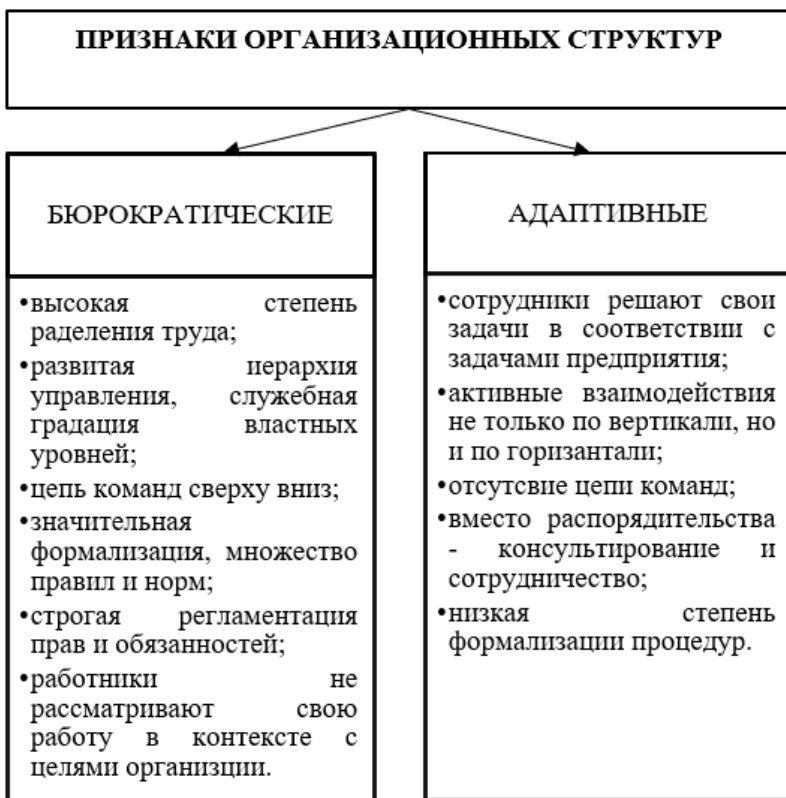 ПРИЗНАКИ ОРГАНИЗАЦИОННЫХ СТРУКТУР
БЮРОКРАТИЧЕСКИЕ
•высокая степень
раделения труда;
•развитая иерархия
управления, служебная
градация властных
уровней;
•цепь команд сверху вниз;
•значительная
формализация, множество
правил и норм;
•строгая регламентация
прав и обязанностей;
•работники не
рассматривают свою
работу в контексте с
целями организции.
АДАПТИВНЫЕ
•сотрудники решают свои
задачи в соответствии с
задачами предприятия;
•активные взаимодействия
не только по вертикали, но
и по горизантали;
•отсутсвие цепи команд;
•вместо распорядительства
- консультирование и
сотрудничество;
•низкая степень
формализации процедур.